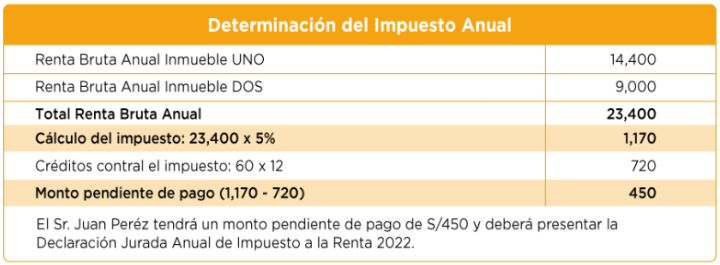 Determinación del Impuesto Anual
Renta Bruta Anual Inmueble UNO 14,400
Renta Bruta Anual Inmueble DOS 9,000
Total Renta Bruta Anual 23,400
Cálculo del impuesto: 23,400 x 5% 1,170
Créditos contral el impuesto: 60 x 12 720
Monto pendiente de pago (1,170 - 720) 450
El Sr. Juan Peréz tendrá un monto pendiente de pago de S/450 y deberá presentar la
Declaración Jurada Anual de Impuesto a la Renta 2022.